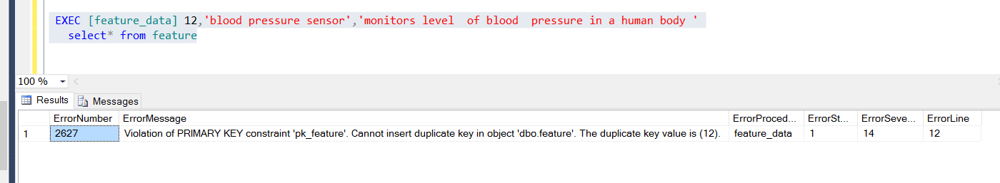 EXEC [feature_data] 12,'blood pressure sensor','monitors level  of blood  pressure in a human body '
select* from feature
100 %
Results Messages
ErrorNumber ErrorMessage ErrorProced... ErrorSt... ErrorSeve... ErrorLine
1 2627 Violation of PRIMARY KEY constraint 'pk_feature'. Cannot insert duplicate key in object 'dbo.feature'. The duplicate key value is (12). feature_data 1 14 12